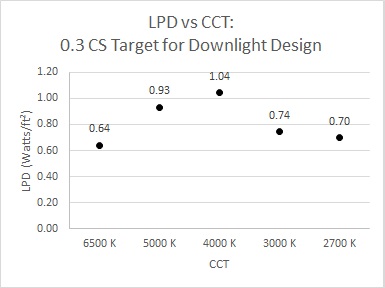 LPD vs CCT:
0.3 CS Target for Downlight Design
1.20
1.00
0.80
0.60
0.40
0.20
0.00
LPD (Watts/ft²)
0.64
0.93
1.04
0.74
0.70
6500 K
5000 K
4000 K
3000 K
2700 K
CCT